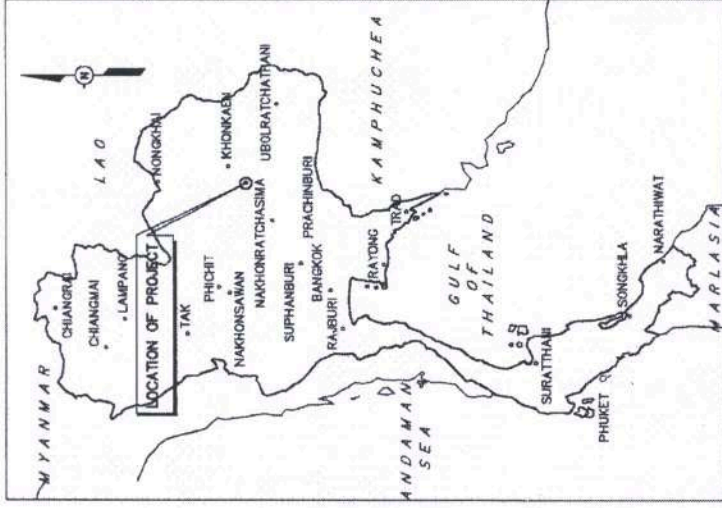 N
MYANMAR
LAO
CHIANGRAI
CHIANGMAI
LAMPANG
NONGKHAI
LOCATION OF PROJECT
TAK
KHONKAEN
PHICHIT
NAKHONSAWAN
UBOLRATCHATHANI
NAKHONRATCHASIMA
SUPHANBURI
PRACHINBURI
BANGKOK
RAJBURI
KAMPHUCHEA
RAYONG
TRAD
ANDAMAN
SEA
GULF
OF
THAILAND
SURATTHANI
PHUKET
SONGKHLA
NARATHIWAT
MARLASIA